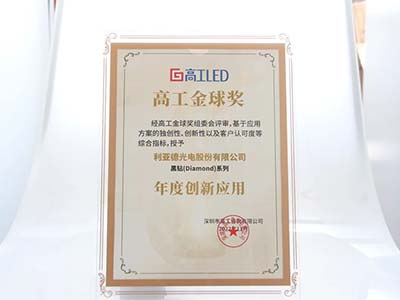 高工LED
高工金球奖
经高工金球奖组委会评审,基于应用
方案的独创性、创新性以及客户认可度等
综合指标,授予
利亚德光电股份有限公司
黑钻(Diamond)系列
年度创新应用
深圳市高工
有限公司